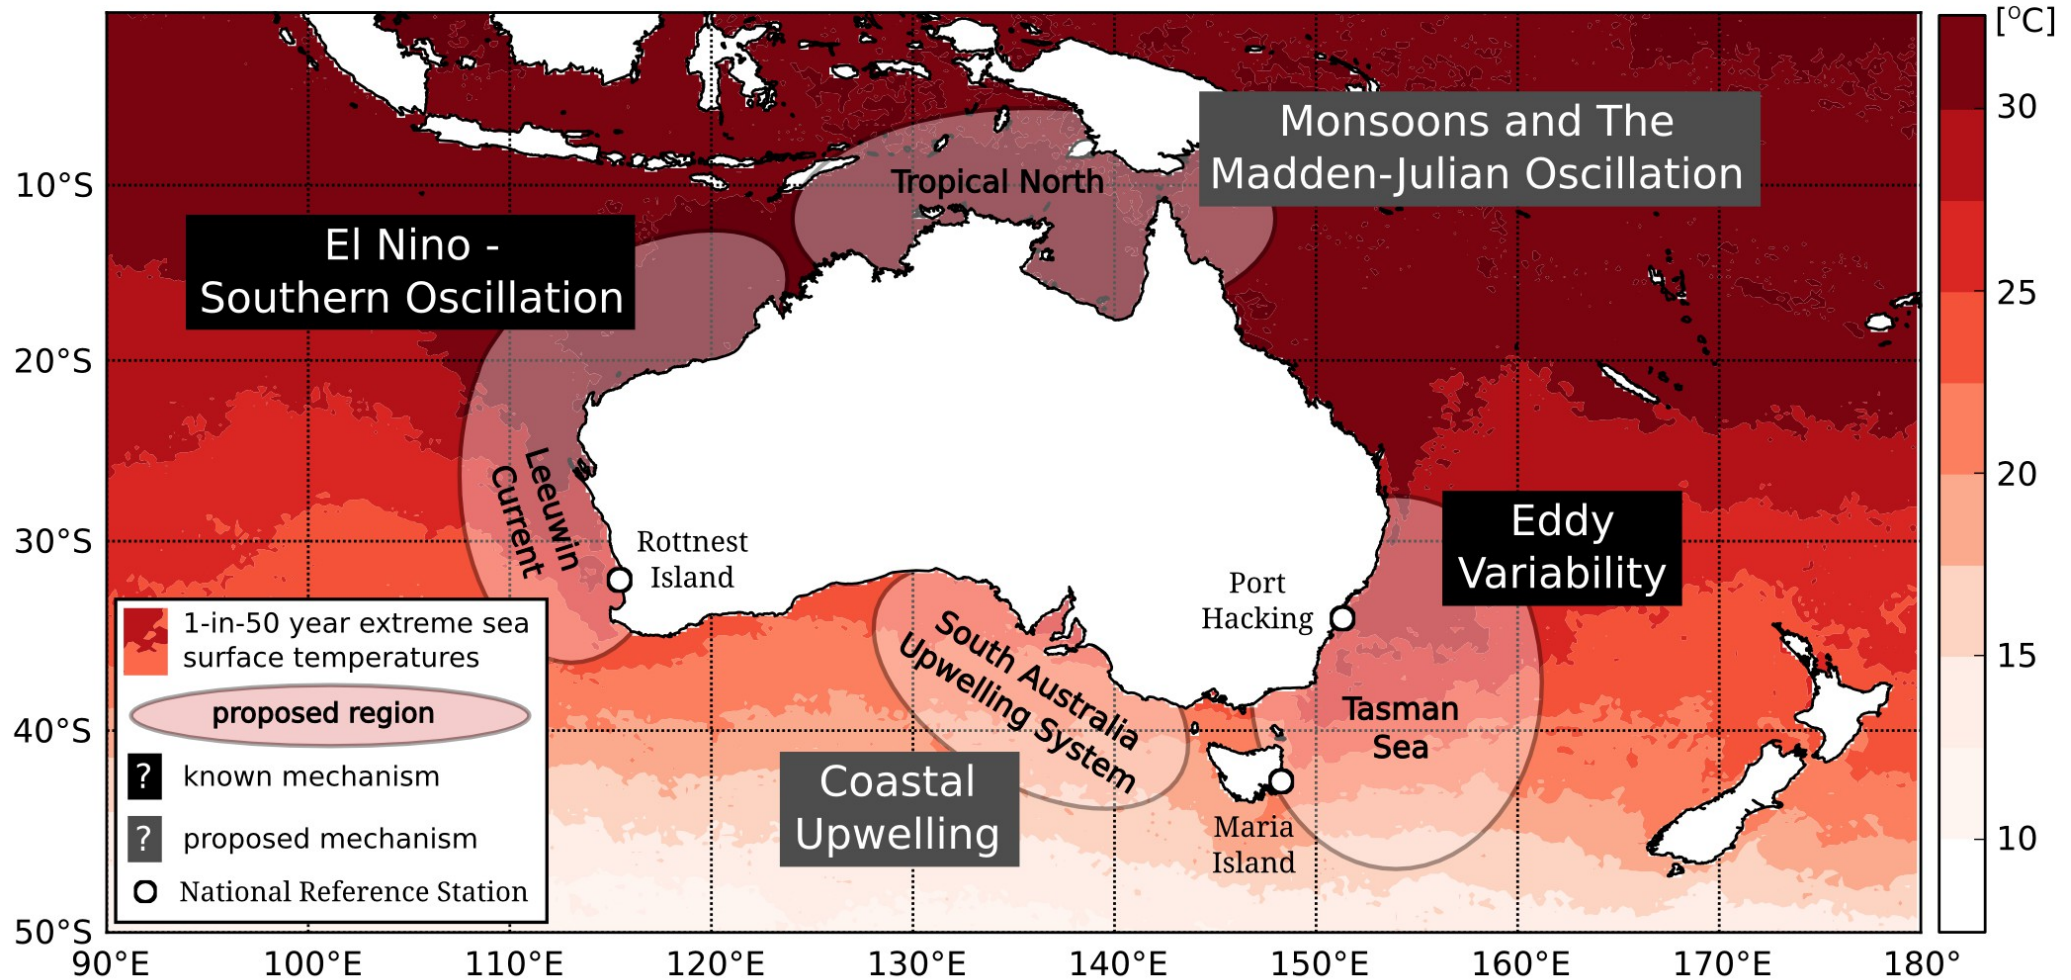 [°C]
30
25
20
15
10
10°S
20°S
30°S
40°S
50°S
90°E
100°E
110°E
120°E
130°E
140°E
150°E
160°E
170°E
180°
Monsoons and The
Madden-Julian Oscillation
Tropical North
El Nino -
Southern Oscillation
Leeuwin
Current
Rottnest
Island
Eddy
Variability
Port
Hacking
South Australia
Upwelling System
Tasman
Sea
Coastal
Upwelling
Maria
Island
1-in-50 year extreme sea
surface temperatures
proposed region
? known mechanism
? proposed mechanism
National Reference Station